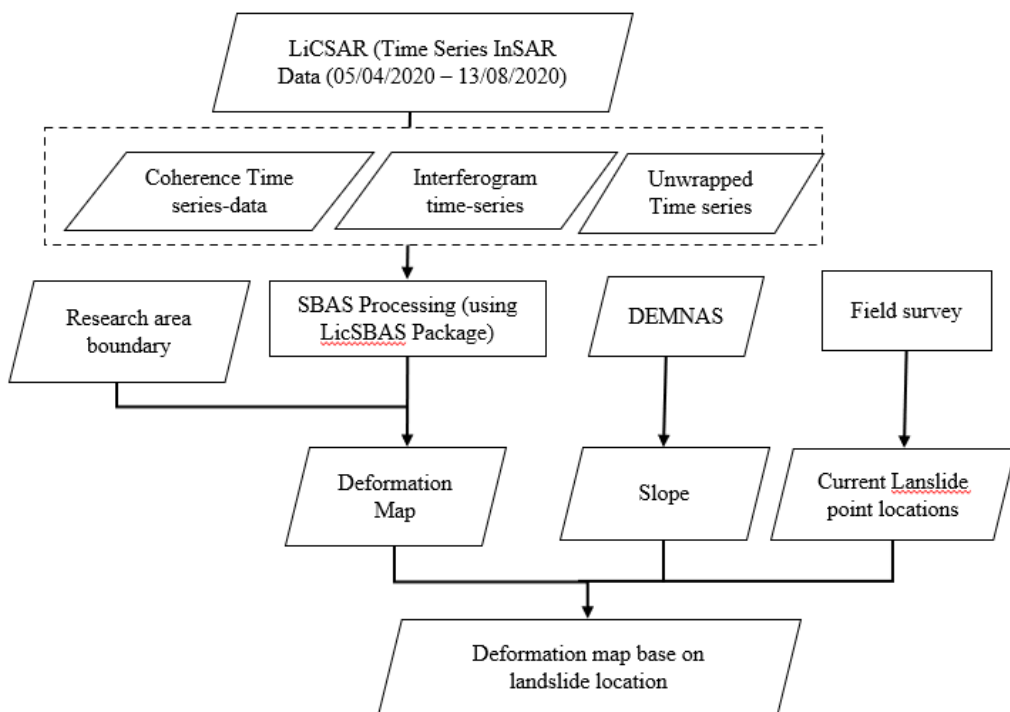 LiCSAR (Time Series InSAR
Data (05/04/2020 – 13/08/2020)
Coherence Time
series-data
Interferogram
time-series
Unwrapped
Time series
Research area
boundary
SBAS Processing (using
LicSBAS Package)
DEMNAS
Field survey
Deformation
Map
Slope
Current Lanslide
point locations
Deformation map base on
landslide location